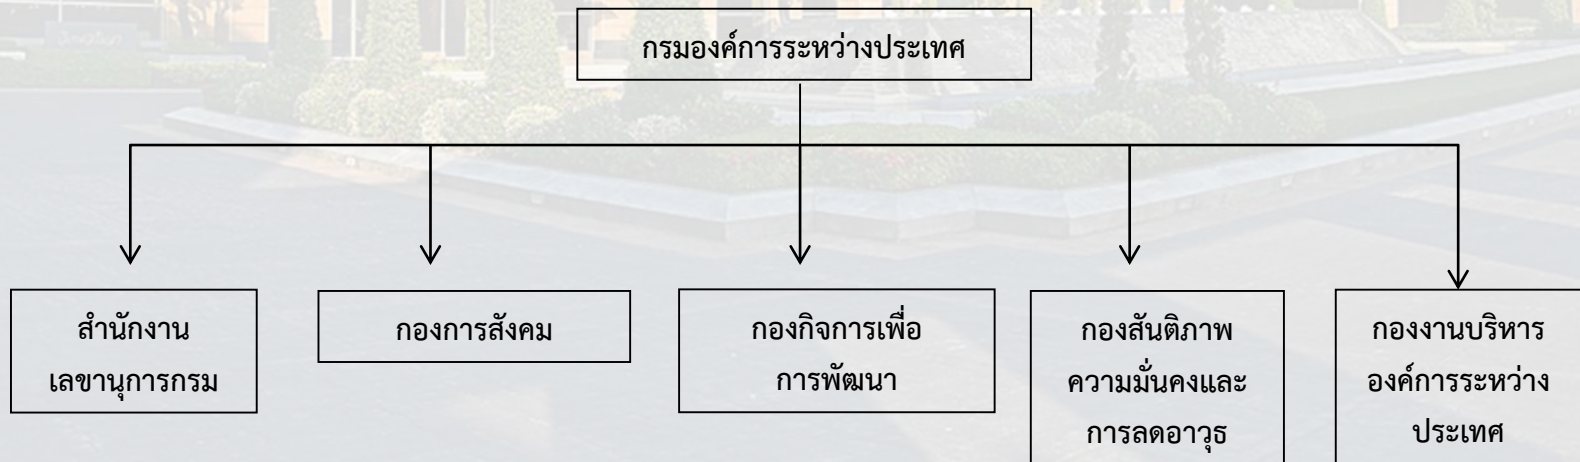 กรมองค์การระหว่างประเทศ
สำนักงาน
เลขานุการกรม
กองการสังคม
กองกิจการเพื่อ
การพัฒนา
กองสันติภาพ
ความมั่นคงและ
การลดอาวุธ
กองงานบริหาร
องค์การระหว่าง
ประเทศ